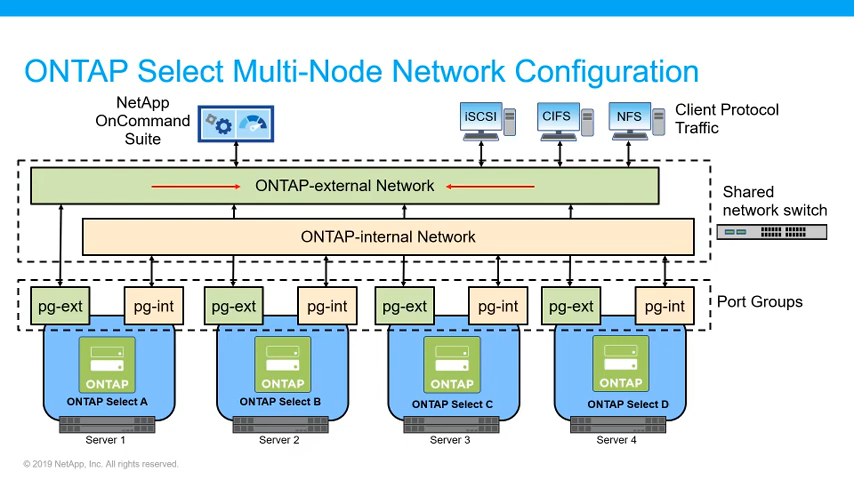 ONTAP Select Multi-Node Network Configuration
NetApp
OnCommand
Suite
iSCSI
CIFS
NFS
Client Protocol
Traffic
ONTAP-external Network
Shared
network switch
ONTAP-internal Network
pg-ext
pg-int
pg-ext
pg-int
pg-ext
pg-int
pg-ext
pg-int
Port Groups
ONTAP
ONTAP
ONTAP
ONTAP
ONTAP Select A
ONTAP Select B
ONTAP Select C
ONTAP Select D
Server 1
Server 2
Server 3
Server 4
© 2019 NetApp, Inc. All rights reserved.